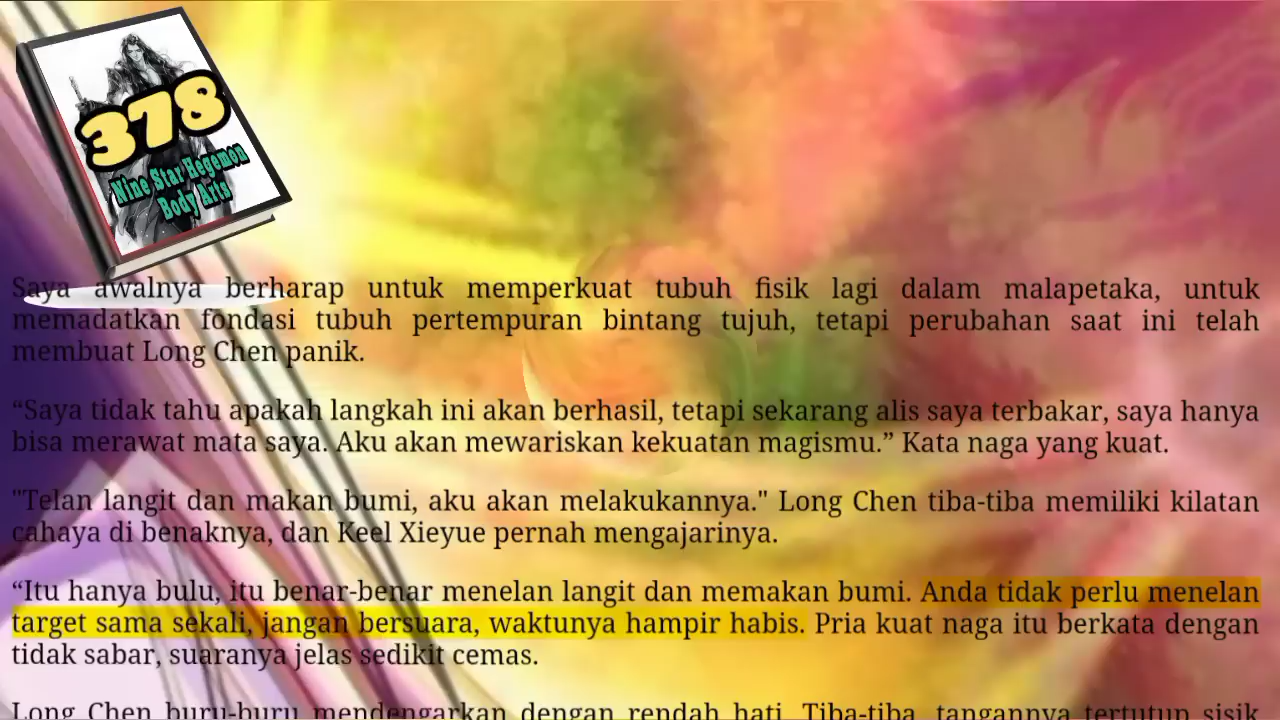 378
Nine Star Hegemon
Body Arts
Saya awalnya berharap untuk memperkuat tubuh fisik lagi dalam malapetaka, untuk
memadatkan fondasi tubuh pertempuran bintang tujuh, tetapi perubahan saat ini telah
membuat Long Chen panik.
“Saya tidak tahu apakah langkah ini akan berhasil, tetapi sekarang alis saya terbakar, saya hanya
bisa merawat mata saya. Aku akan mewariskan kekuatan magismu.” Kata naga yang kuat.
"Telan langit dan makan bumi, aku akan melakukannya." Long Chen tiba-tiba memiliki kilatan
cahaya di benaknya, dan Keel Xieyue pernah mengajarinya.
“Itu hanya bulu, itu benar-benar menelan langit dan memakan bumi. Anda tidak perlu menelan
target sama sekali, jangan bersuara, waktunya hampir habis. Pria kuat naga itu berkata dengan
tidak sabar, suaranya jelas sedikit cemas.
Long Chen buru-buru mendengarkan dengan rendah hati. Tiba-tiba, tangannya tertutup sisik